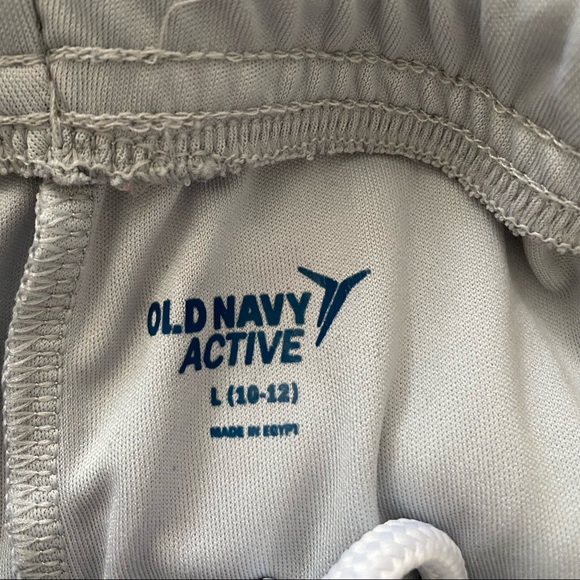 OLD NAVY
ACTIVE
L (10-12)
MADE IN EGYPT